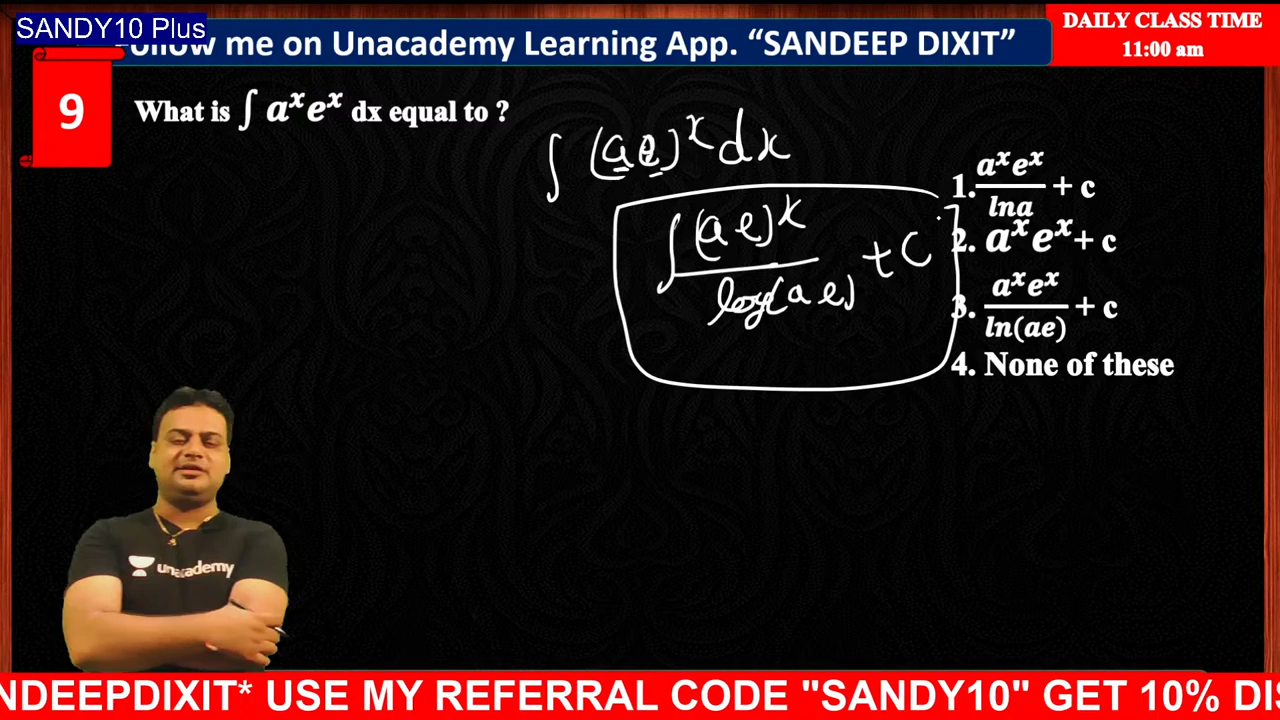 SANDY10 Plus
ollow me on Unacademy Learning App. “SANDEEP DIXIT”
DAILY CLASS TIME
11:00 am
9
What is ∫ aˣeˣ dx equal to ?
∫ (ae)ˣ dx
∫ (ae)ˣ / log(ae) + C
1. aˣeˣ / lna + c
2. aˣeˣ + c
3. aˣeˣ / ln(ae) + c
4. None of these
unacademy
NDEEPDIXIT* USE MY REFERRAL CODE "SANDY10" GET 10% DIS